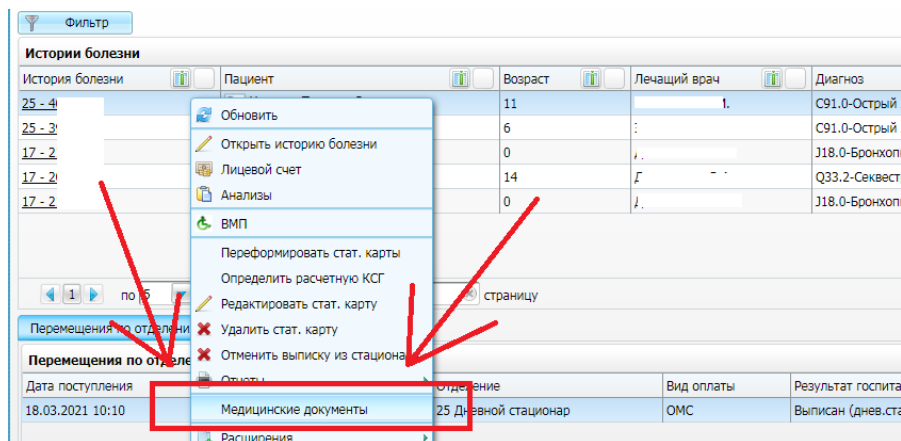 Фильтр
Истории болезни
История болезни Пациент Возраст Лечащий врач Диагноз
25 - 4 11 C91.0-Острый
25 - 3 6 C91.0-Острый
17 - 2 0 J18.0-Бронхоп
17 - 2 14 Q33.2-Секвест
17 - 2 0 J18.0-Бронхоп
Обновить
Открыть историю болезни
Лицевой счет
Анализы
ВМП
Переформировать стат. карты
Определить расчетную КСГ
Редактировать стат. карту
Удалить стат. карту
Отменить выписку из стациона
Отчеты
Медицинские документы
Расширения
1 по 5 страницу
Перемещения по отделени
Перемещения по отделе
Дата поступления Отделение Вид оплаты Результат госпита
18.03.2021 10:10 25 Дневной стационар ОМС Выписан (днев.ста